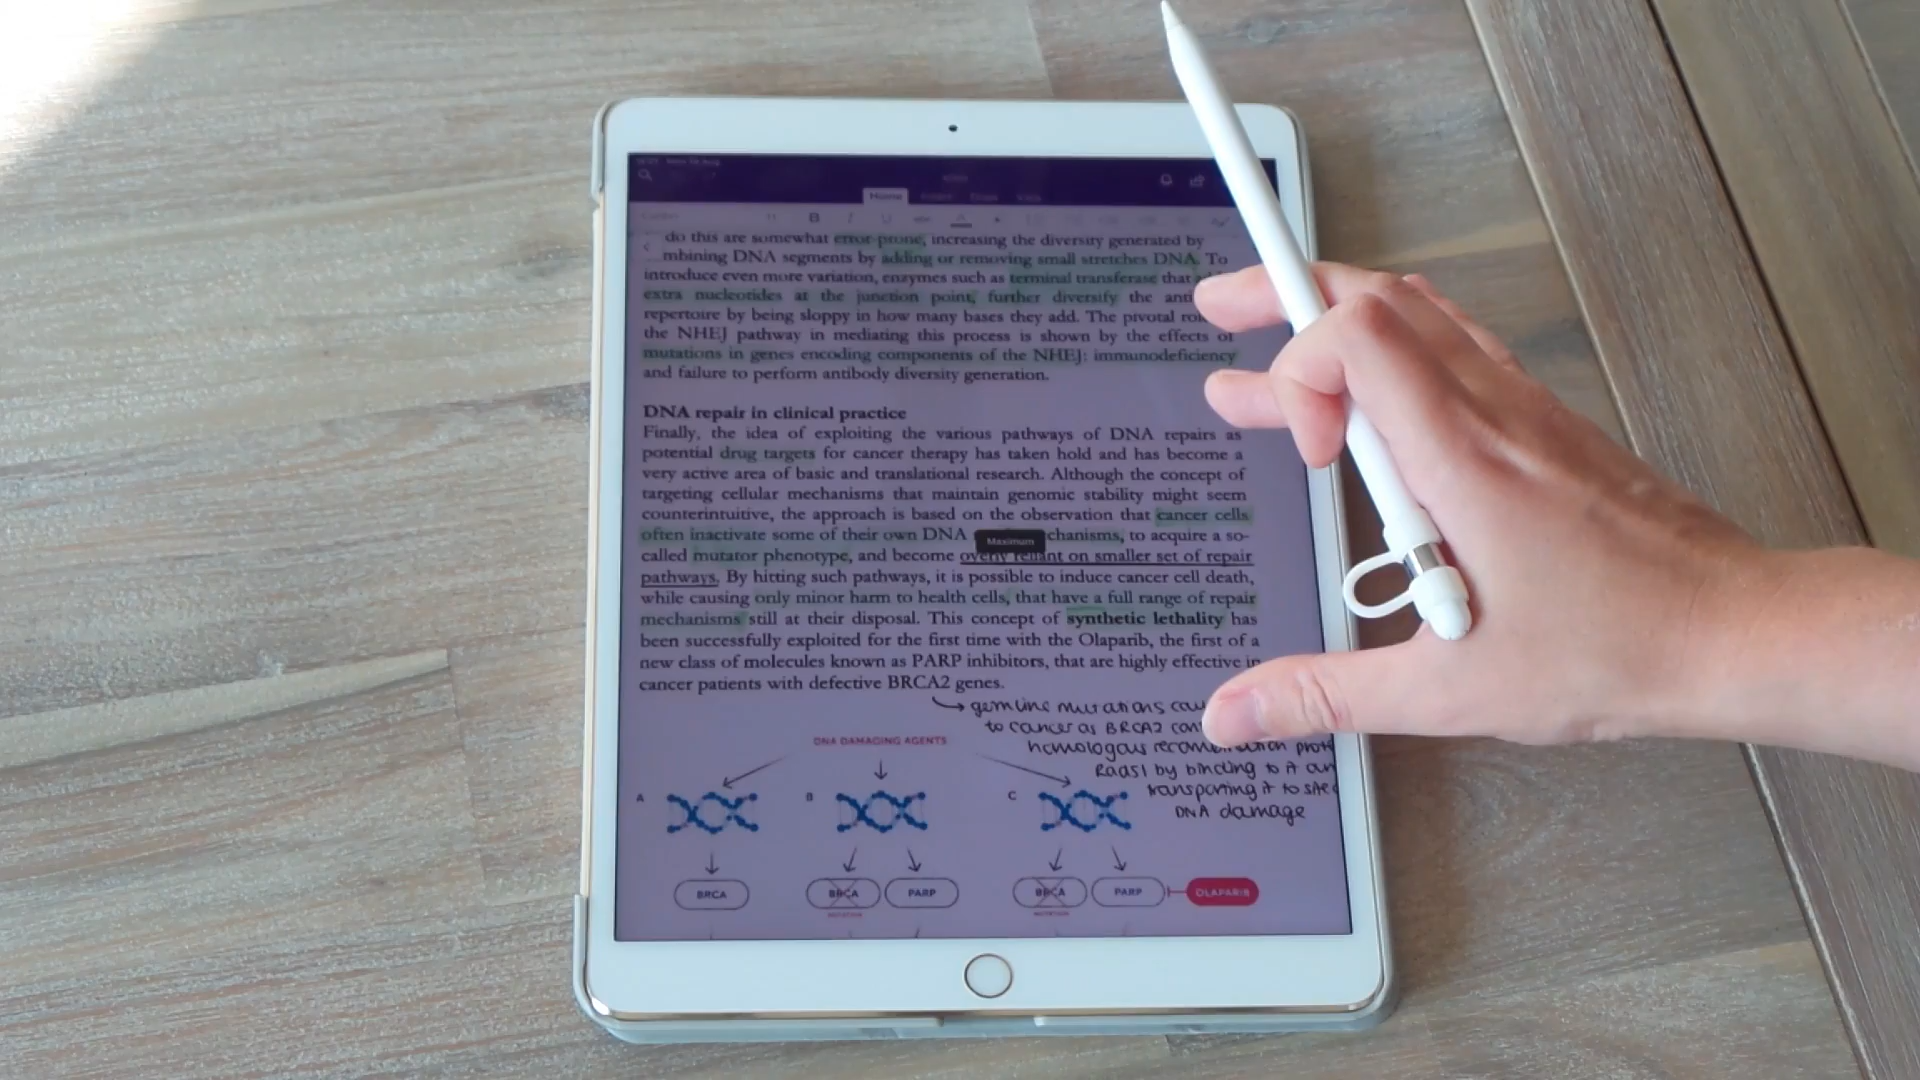 Home
B I U abc A
do this are somewhat error-prone, increasing the diversity generated by
mbining DNA segments by adding or removing small stretches DNA. To
introduce even more variation, enzymes such as terminal transferase that
extra nucleotides at the junction point, further diversify the
repertoire by being sloppy in how many bases they add. The pivotal
the NHEJ pathway in mediating this process is shown by the effects of
mutations in genes encoding components of the NHEJ: immunodeficiency
and failure to perform antibody diversity generation.
DNA repair in clinical practice
Finally, the idea of exploiting the various pathways of DNA repairs as
potential drug targets for cancer therapy has taken hold and has become a
very active area of basic and translational research. Although the concept of
targeting cellular mechanisms that maintain genomic stability might seem
counterintuitive, the approach is based on the observation that cancer cells
often inactivate some of their own DNA chanisms, to acquire a so-
Maximum
called mutator phenotype, and become overly reliant on smaller set of repair
pathways. By hitting such pathways, it is possible to induce cancer cell death,
while causing only minor harm to health cells, that have a full range of repair
mechanisms still at their disposal. This concept of synthetic lethality has
been successfully exploited for the first time with the Olaparib, the first of a
new class of molecules known as PARP inhibitors, that are highly effective in
cancer patients with defective BRCA2 genes.
germline mutations
to cancer as BRCA2
homologous recombination
Rad51 by binding to it
transporting it to site
DNA damage
DNA DAMAGING AGENTS
A B C
BRCA BRCA PARP BRCA PARP OLAPARIB
MUTATION MUTATION